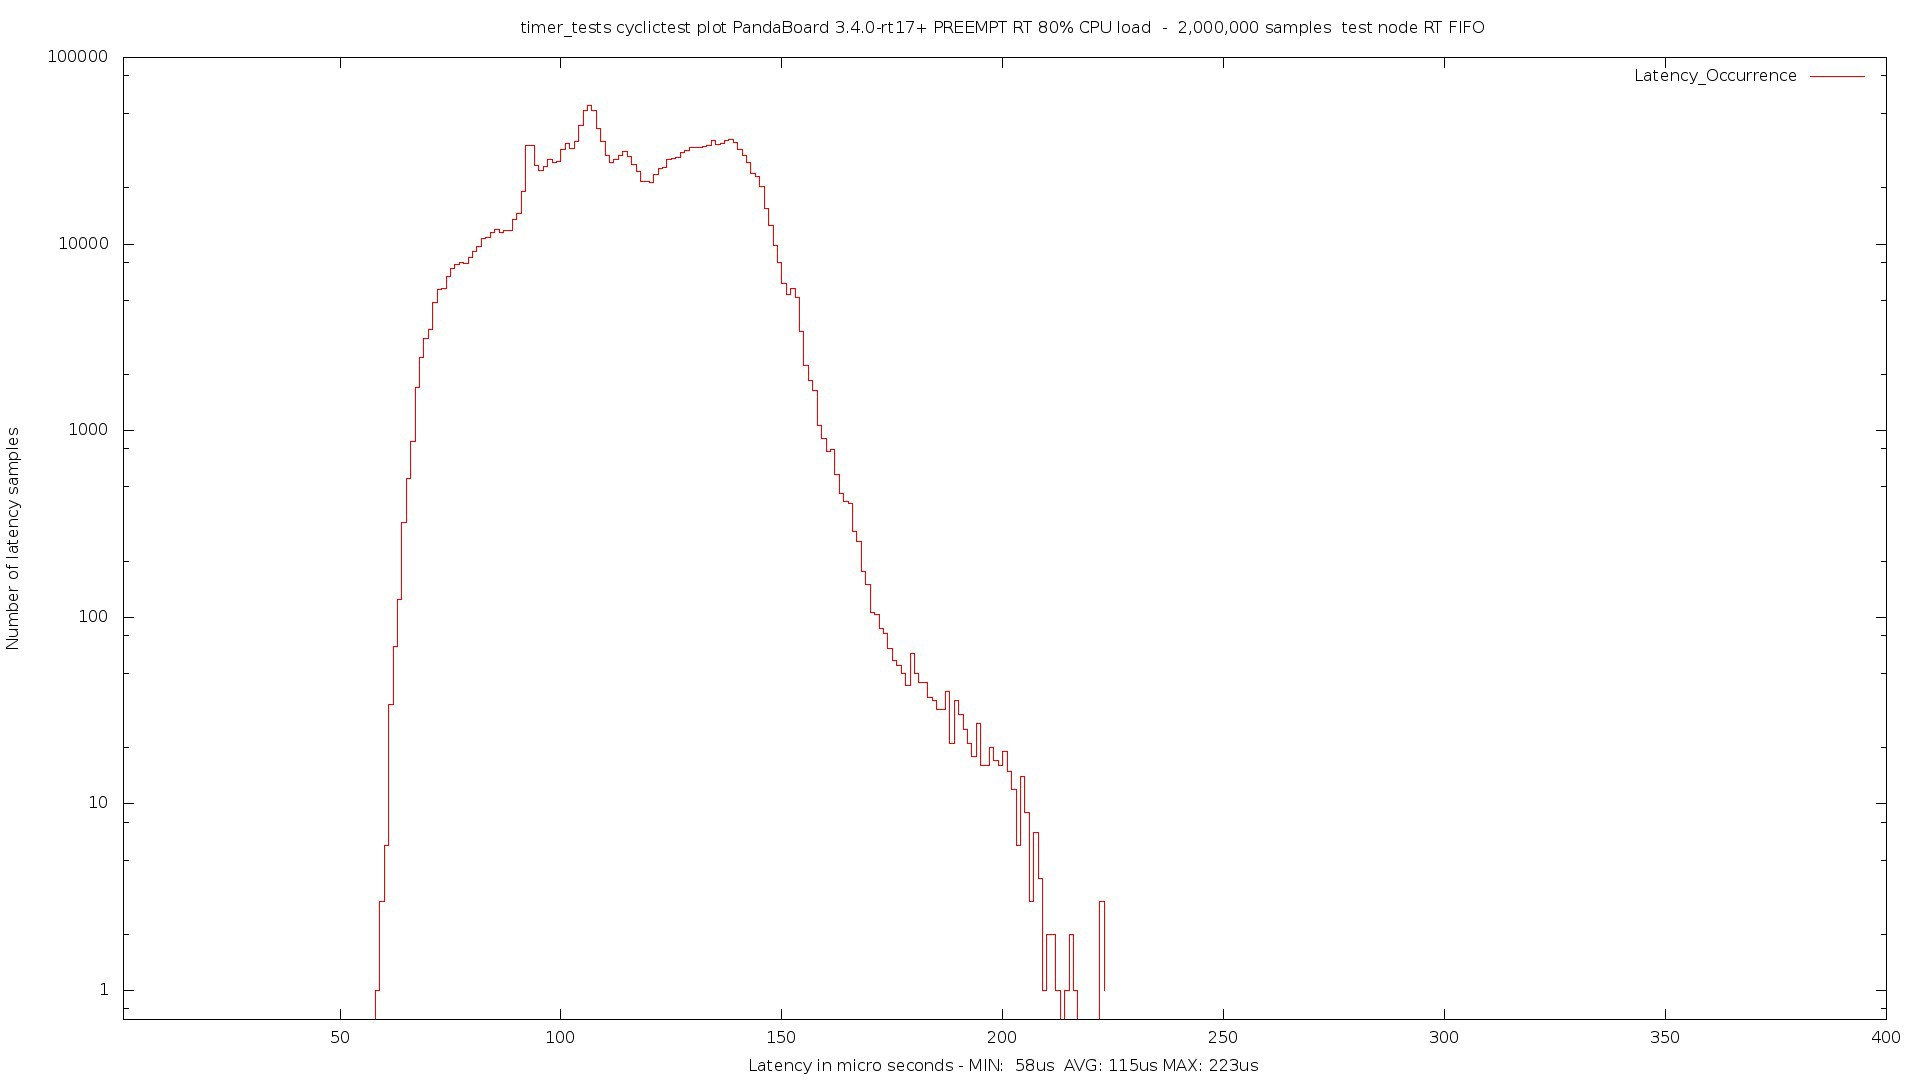 timer_tests cyclictest plot PandaBoard 3.4.0-rt17+ PREEMPT RT 80% CPU load  -  2,000,000 samples  test node RT FIFO
100000
Latency_Occurrence
10000
1000
Number of latency samples
100
10
1
50 100 150 200 250 300 350 400
Latency in micro seconds - MIN:  58us  AVG: 115us MAX: 223us